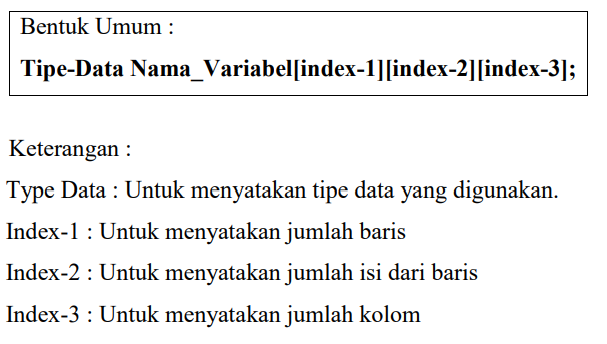 Bentuk Umum :
Tipe-Data Nama_Variabel[index-1][index-2][index-3];
Keterangan :
Type Data : Untuk menyatakan tipe data yang digunakan.
Index-1 : Untuk menyatakan jumlah baris
Index-2 : Untuk menyatakan jumlah isi dari baris
Index-3 : Untuk menyatakan jumlah kolom